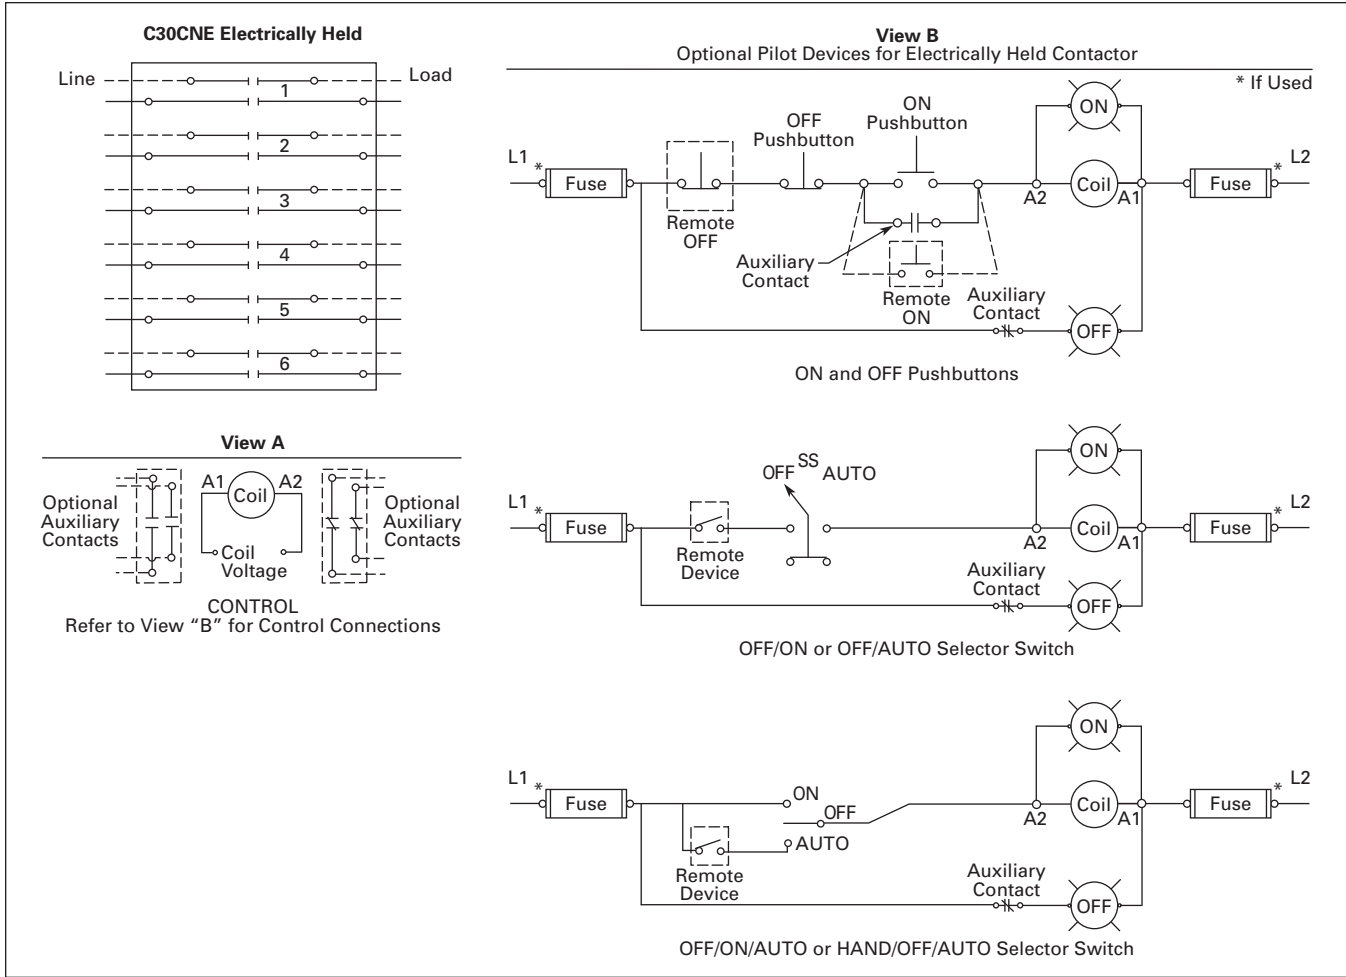 C30CNE Electrically Held
Line
Load
1
2
3
4
5
6
View A
Optional
Auxiliary
Contacts
A1
Coil
A2
Coil
Voltage
Optional
Auxiliary
Contacts
CONTROL
Refer to View “B” for Control Connections
View B
Optional Pilot Devices for Electrically Held Contactor
* If Used
L1
*
Fuse
Remote
OFF
OFF
Pushbutton
ON
Pushbutton
Auxiliary
Contact
Remote
ON
ON
A2
Coil
A1
Fuse
*
L2
Auxiliary
Contact
OFF
ON and OFF Pushbuttons
L1
*
Fuse
Remote
Device
OFF
SS
AUTO
ON
A2
Coil
A1
Fuse
*
L2
Auxiliary
Contact
OFF
OFF/ON or OFF/AUTO Selector Switch
L1
*
Fuse
Remote
Device
ON
OFF
AUTO
ON
A2
Coil
A1
Fuse
*
L2
Auxiliary
Contact
OFF
OFF/ON/AUTO or HAND/OFF/AUTO Selector Switch